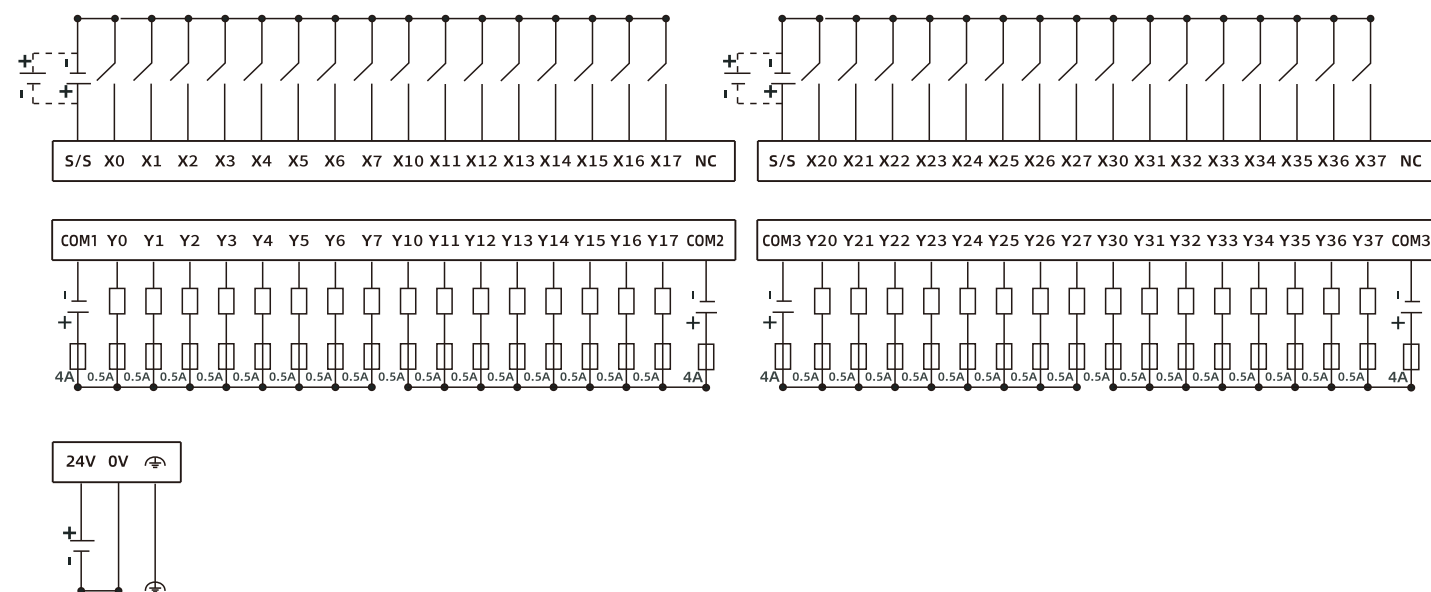 + - + -
- + - +
S/S X0 X1 X2 X3 X4 X5 X6 X7 X10 X11 X12 X13 X14 X15 X16 X17 NC
S/S X20 X21 X22 X23 X24 X25 X26 X27 X30 X31 X32 X33 X34 X35 X36 X37 NC
COM1 Y0 Y1 Y2 Y3 Y4 Y5 Y6 Y7 Y10 Y11 Y12 Y13 Y14 Y15 Y16 Y17 COM2
COM3 Y20 Y21 Y22 Y23 Y24 Y25 Y26 Y27 Y30 Y31 Y32 Y33 Y34 Y35 Y36 Y37 COM3
- - - -
+ + + +
4A 0.5A 0.5A 0.5A 0.5A 0.5A 0.5A 0.5A 0.5A 0.5A 0.5A 0.5A 0.5A 0.5A 0.5A 0.5A 0.5A 4A
4A 0.5A 0.5A 0.5A 0.5A 0.5A 0.5A 0.5A 0.5A 0.5A 0.5A 0.5A 0.5A 0.5A 0.5A 0.5A 0.5A 4A
24V 0V
+
-